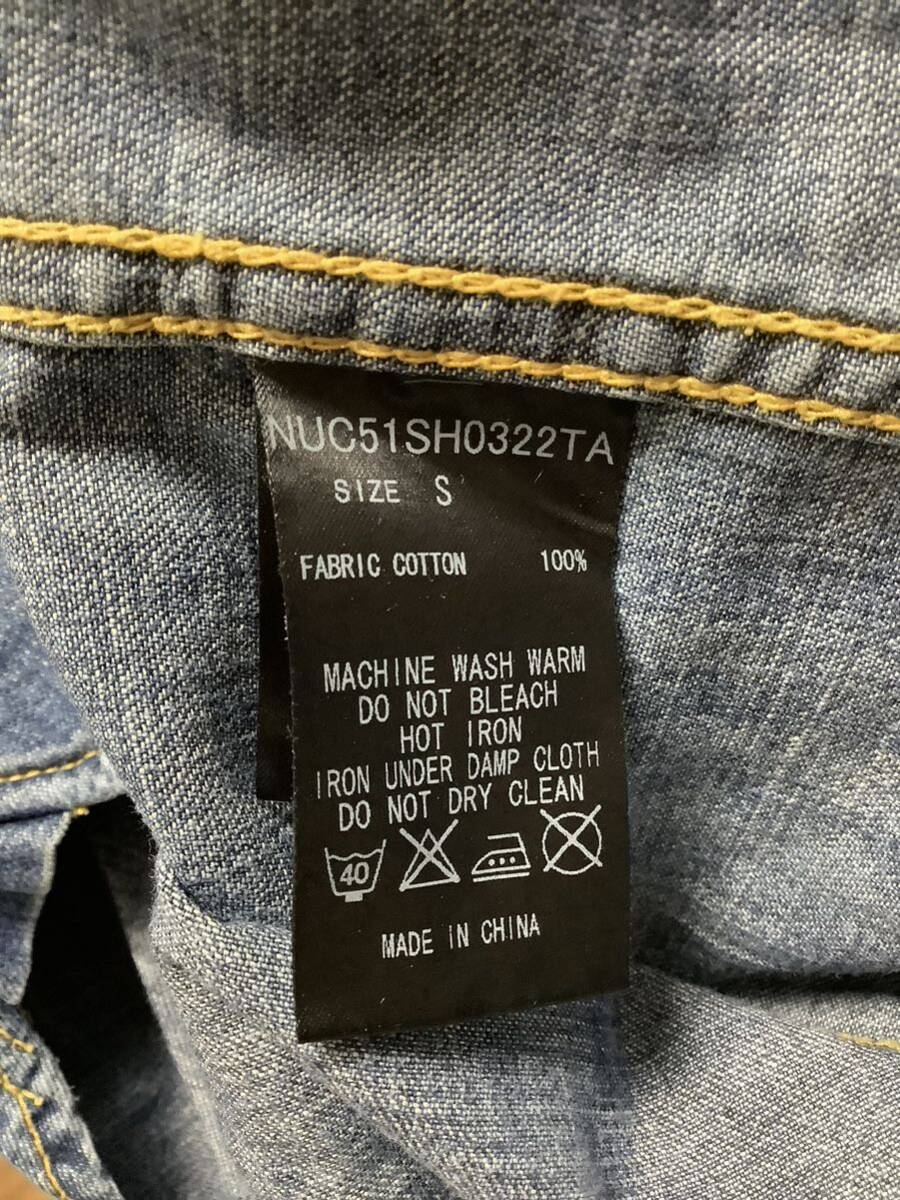 NUC51SH0322TA
SIZE S
FABRIC COTTON 100%
MACHINE WASH WARM
DO NOT BLEACH
HOT IRON
IRON UNDER DAMP CLOTH
DO NOT DRY CLEAN
40
MADE IN CHINA